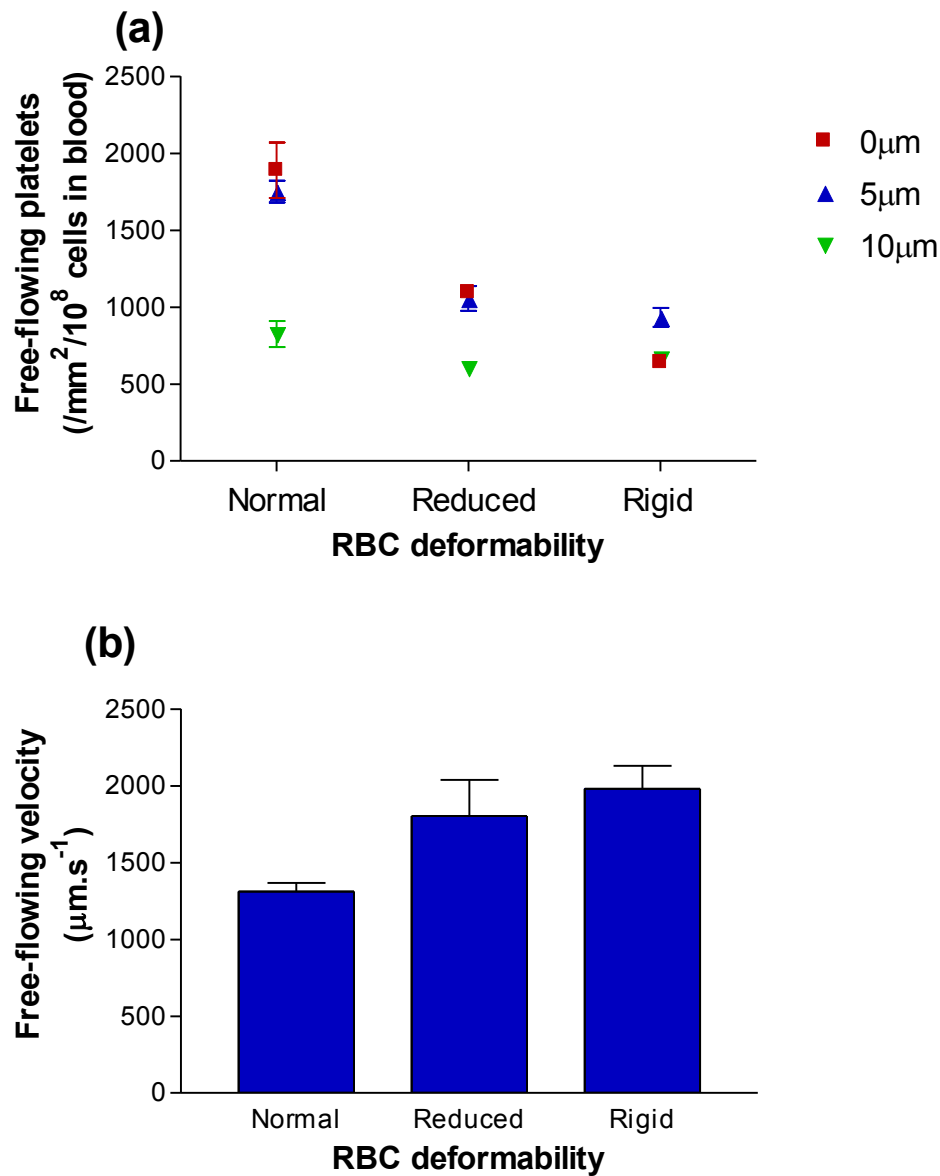 (a)
Free-flowing platelets
(/mm²/10⁸ cells in blood)
2500
2000
1500
1000
500
0
Normal Reduced Rigid
RBC deformability
0μm
5μm
10μm
(b)
Free-flowing velocity
(μm.s⁻¹)
2500
2000
1500
1000
500
0
Normal Reduced Rigid
RBC deformability